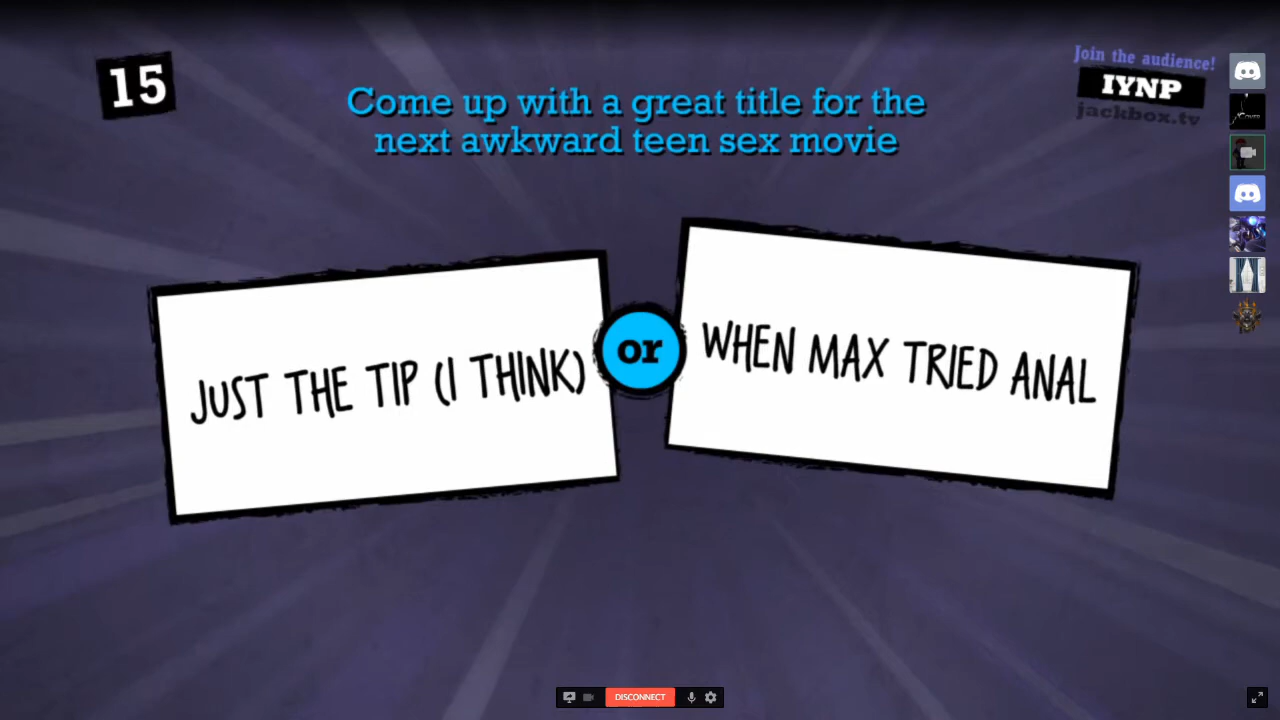 15
Come up with a great title for the
next awkward teen sex movie
Join the audience!
IYNP
jackbox.tv
JUST THE TIP (I THINK)
or
WHEN MAX TRIED ANAL
DISCONNECT